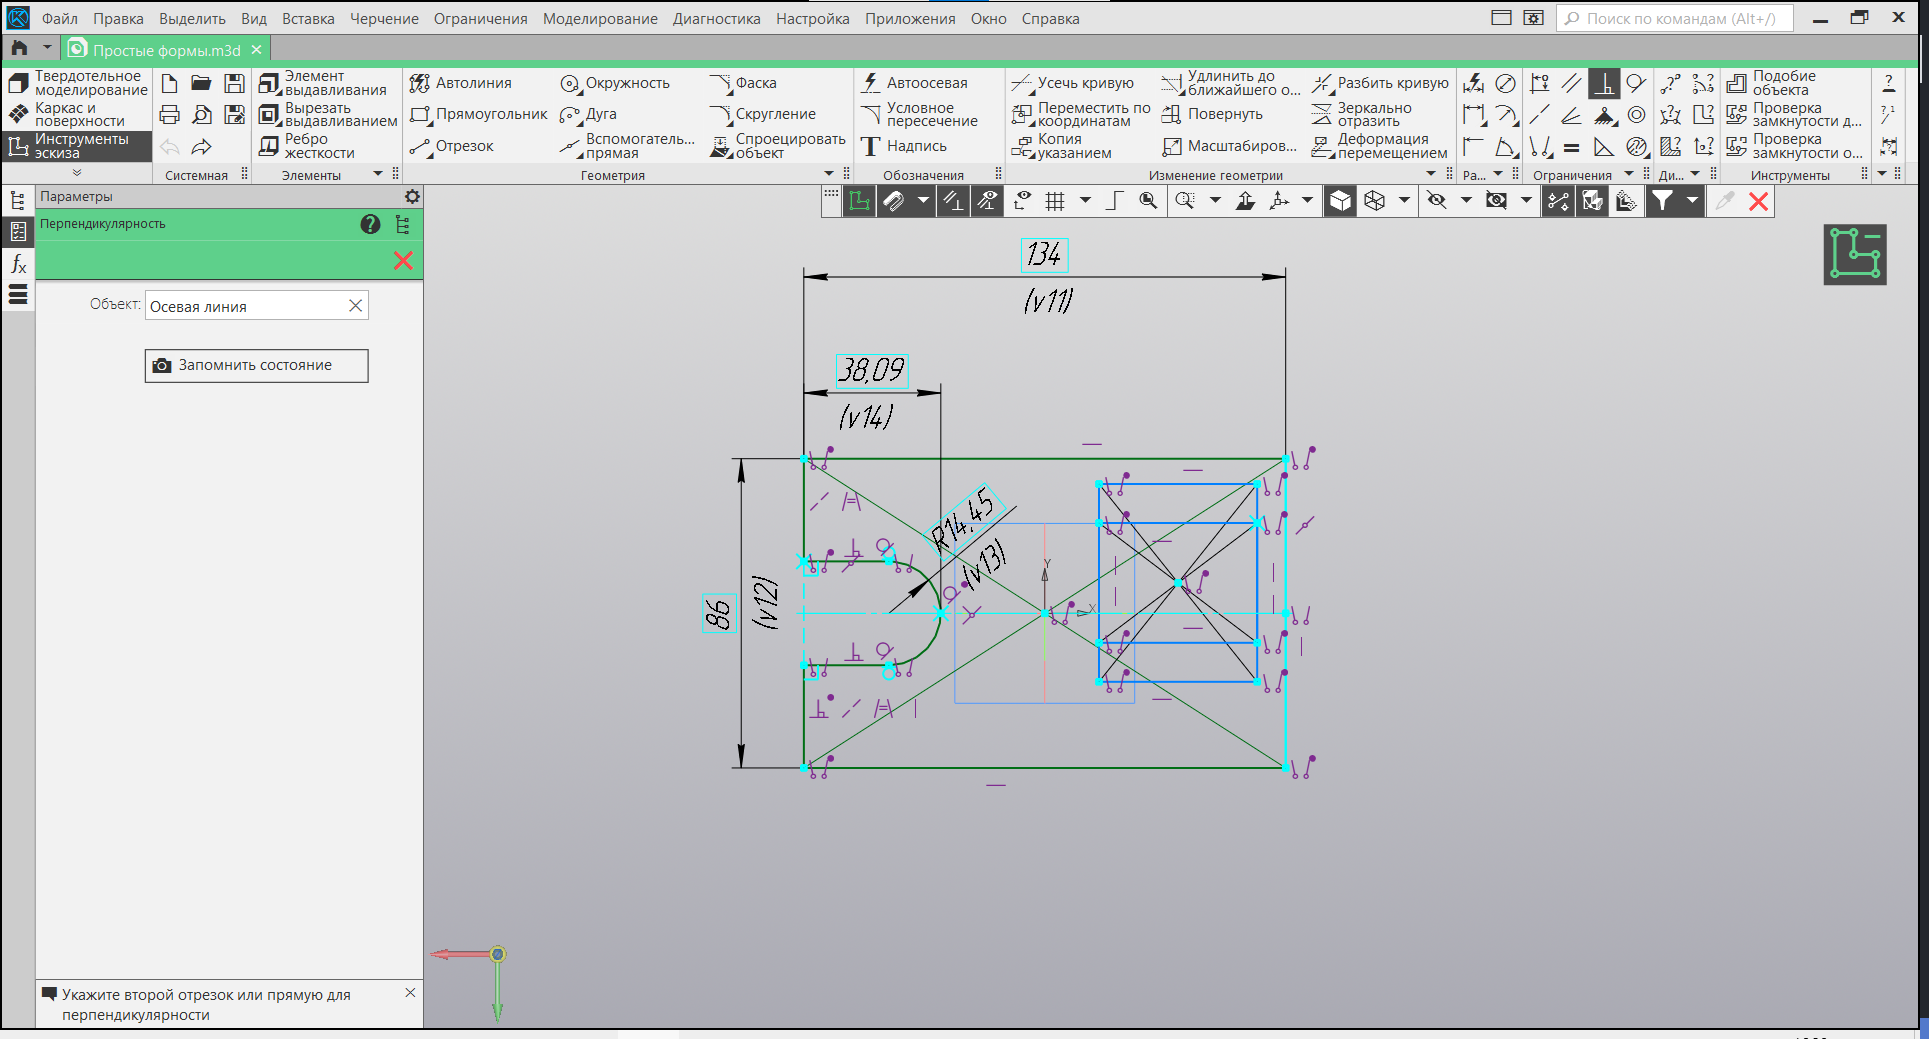 Файл Правка Выделить Вид Вставка Черчение Ограничения Моделирование Диагностика Настройка Приложения Окно Справка
Поиск по командам (Alt+/)
Простые формы.m3d
Твердотельное моделирование
Каркас и поверхности
Инструменты эскиза
Системная
Элемент выдавливания
Вырезать выдавливанием
Ребро жесткости
Элементы
Автолиния
Прямоугольник
Отрезок
Окружность
Дуга
Вспомогатель... прямая
Фаска
Скругление
Спроецировать объект
Геометрия
Автоосевая
Условное пересечение
Надпись
Обозначения
Усечь кривую
Переместить по координатам
Копия указанием
Удлинить до ближайшего о...
Повернуть
Масштабиров...
Разбить кривую
Зеркально отразить
Деформация перемещением
Изменение геометрии
Ра...
Ограничения
Ди...
Подобие объекта
Проверка замкнутости д...
Проверка замкнутости о...
Инструменты
Параметры
Перпендикулярность
Объект: Осевая линия
Запомнить состояние
Укажите второй отрезок или прямую для
перпендикулярности
134
(v11)
38,09
(v14)
R14,45
(v13)
86
(v12)
Y
X